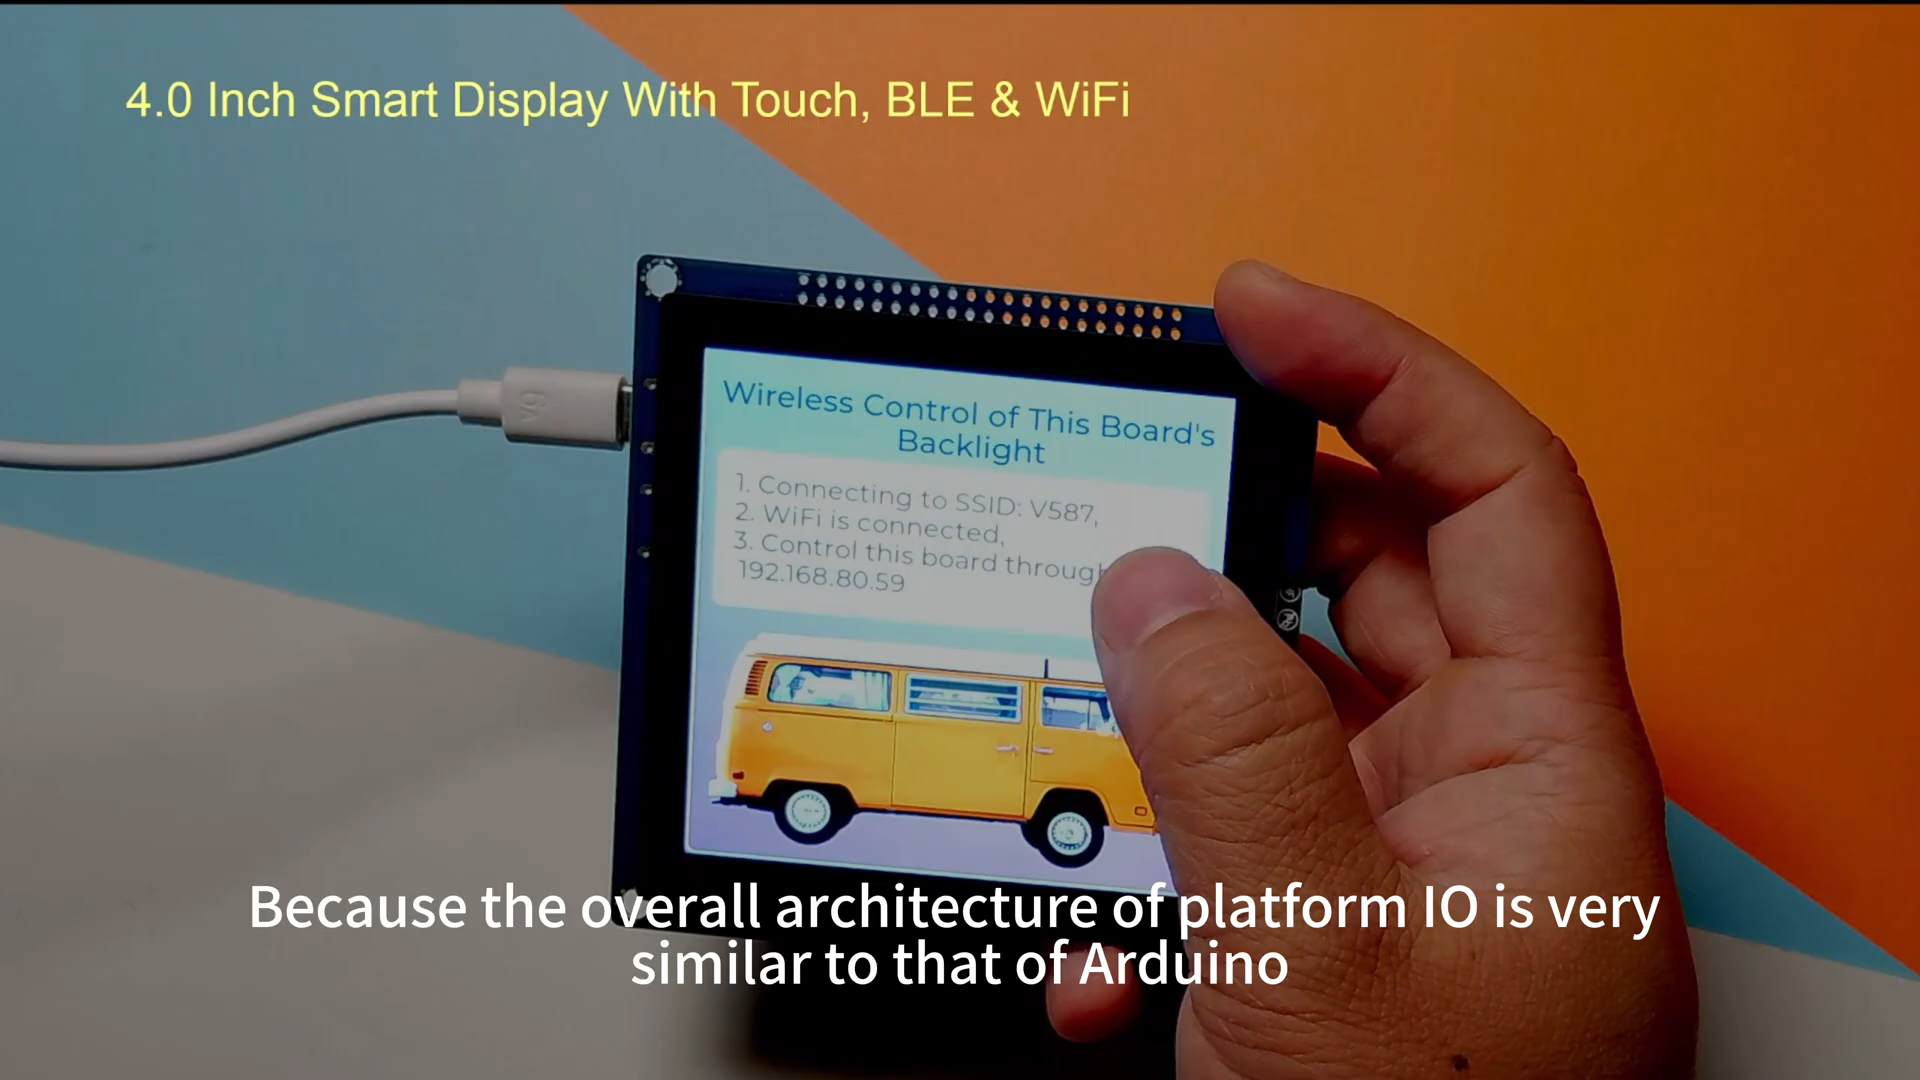 4.0 Inch Smart Display With Touch, BLE & WiFi
Wireless Control of This Board's
Backlight
1. Connecting to SSID: V587,
2. WiFi is connected,
3. Control this board through
192.168.80.59
Because the overall architecture of platform IO is very
similar to that of Arduino